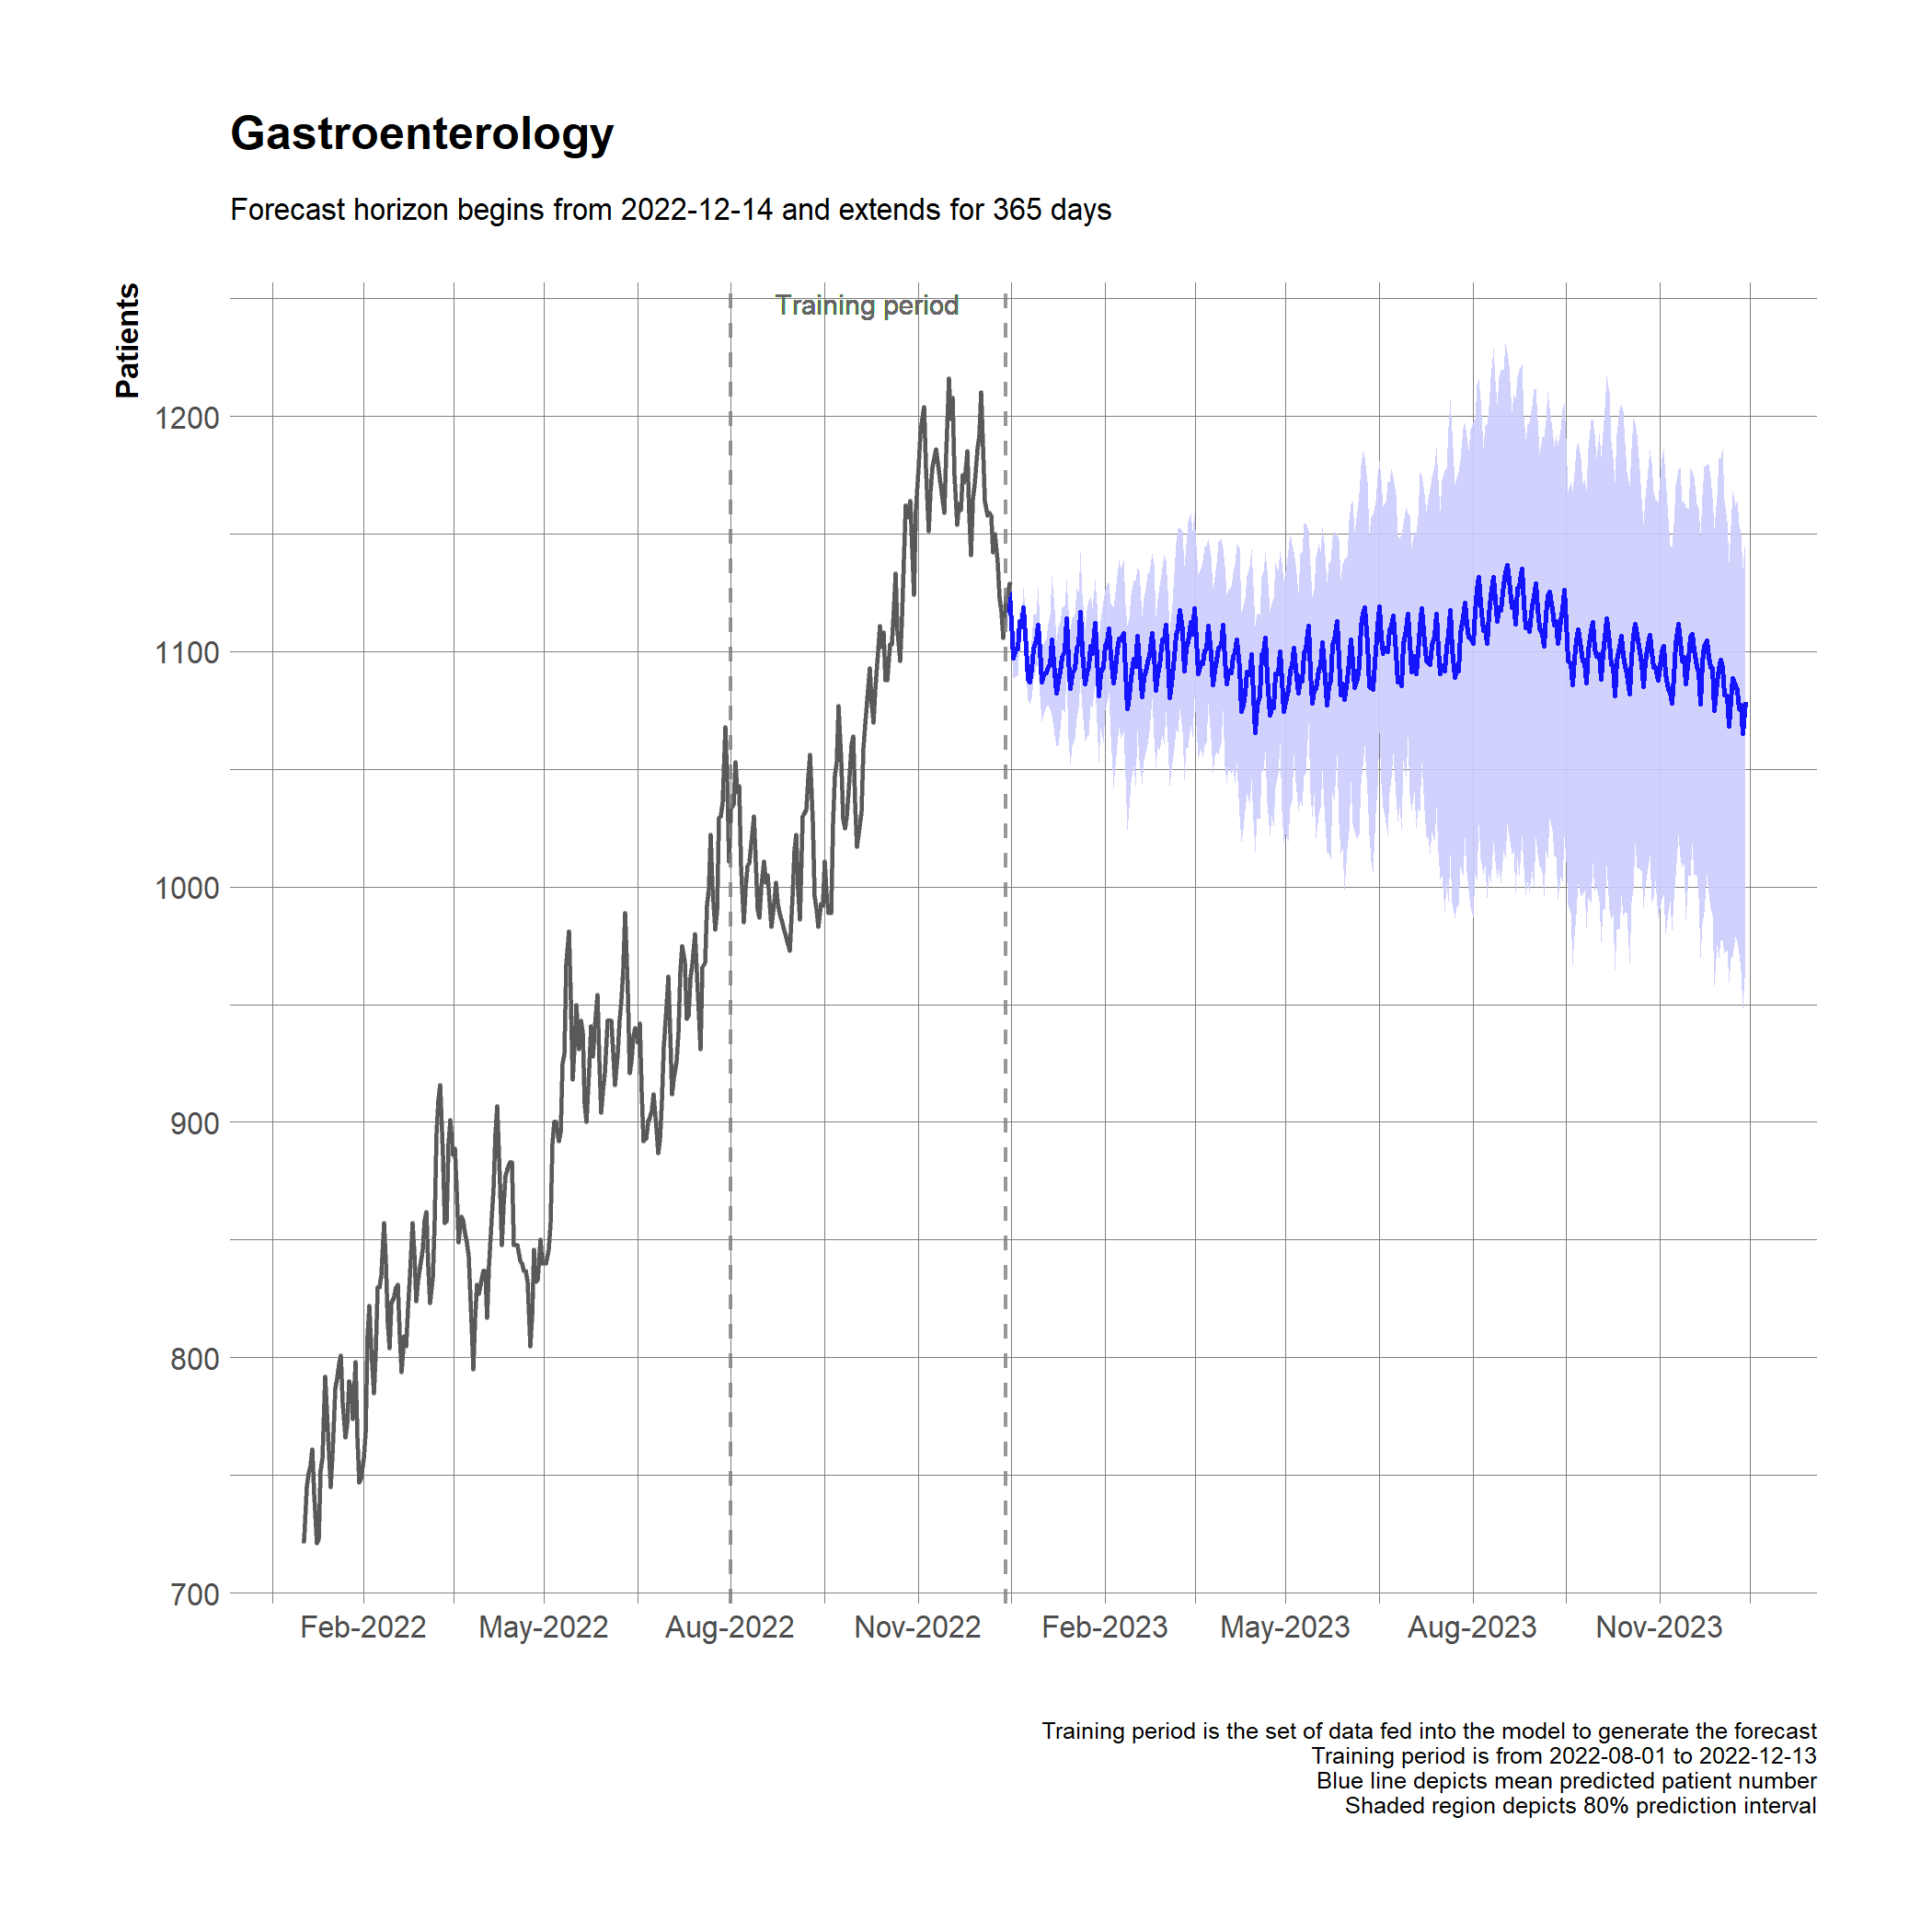 Gastroenterology
Forecast horizon begins from 2022-12-14 and extends for 365 days
Patients
Training period
1200
1100
1000
900
800
700
Feb-2022 May-2022 Aug-2022 Nov-2022 Feb-2023 May-2023 Aug-2023 Nov-2023
Training period is the set of data fed into the model to generate the forecast
Training period is from 2022-08-01 to 2022-12-13
Blue line depicts mean predicted patient number
Shaded region depicts 80% prediction interval